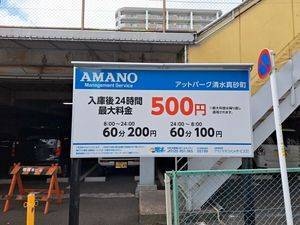 AMANO
Management Service
アットパーク清水真砂町
入庫後24時間
最大料金
500円
8:00～24:00
60分200円
24:00～8:00
60分100円